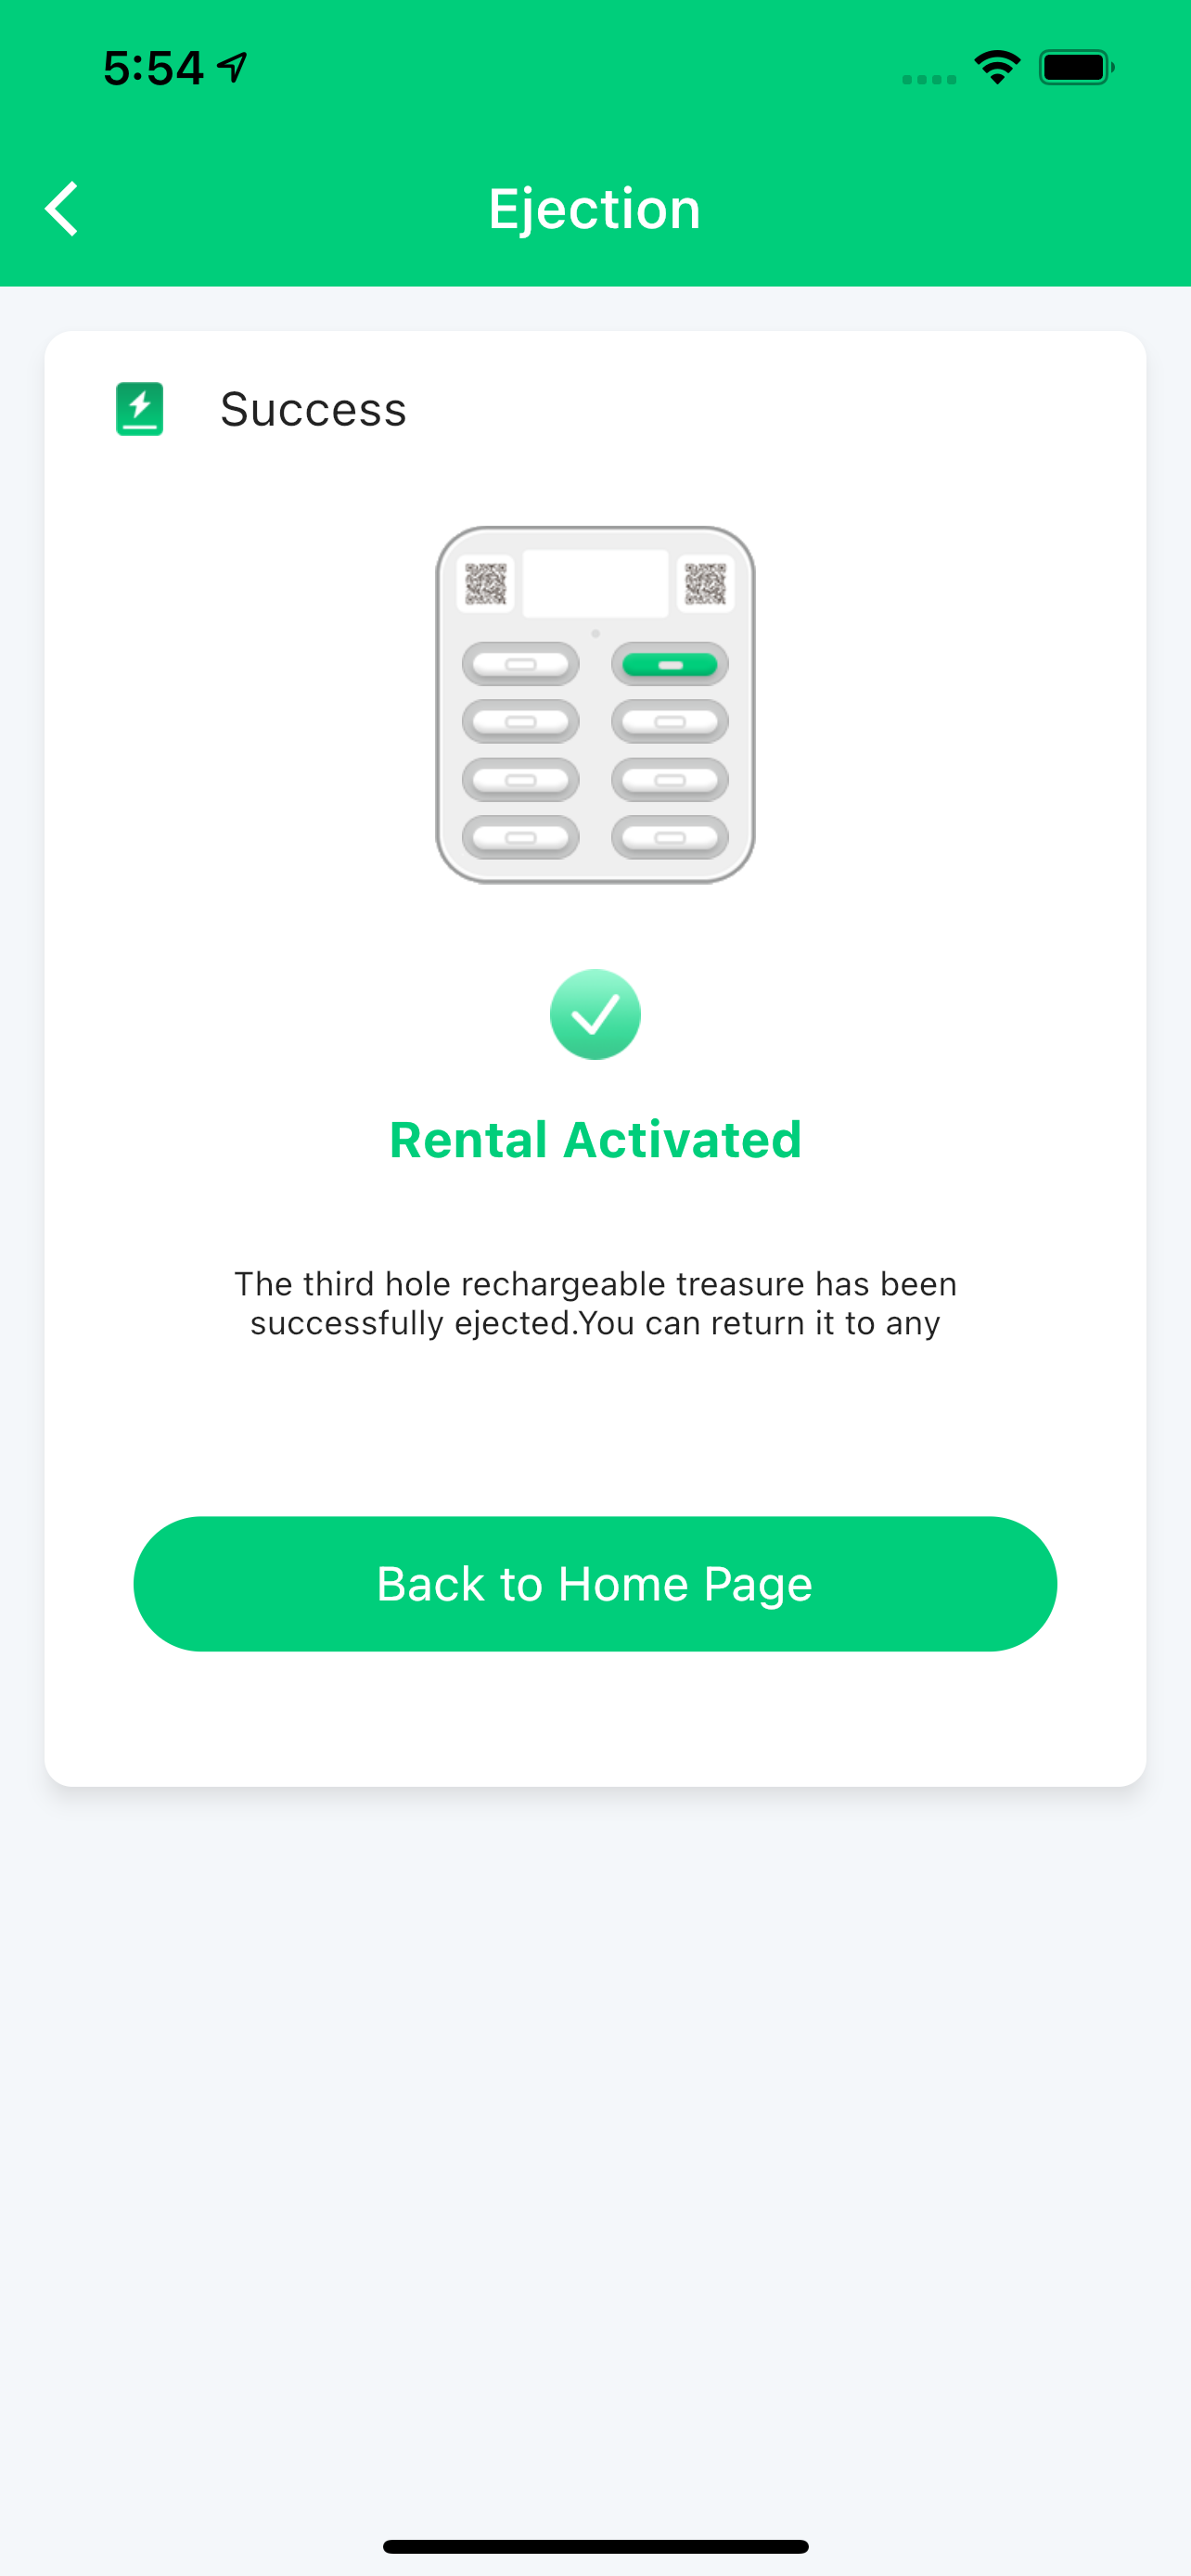 5:54
Ejection
Success
Rental Activated
The third hole rechargeable treasure has been
successfully ejected.You can return it to any
Back to Home Page